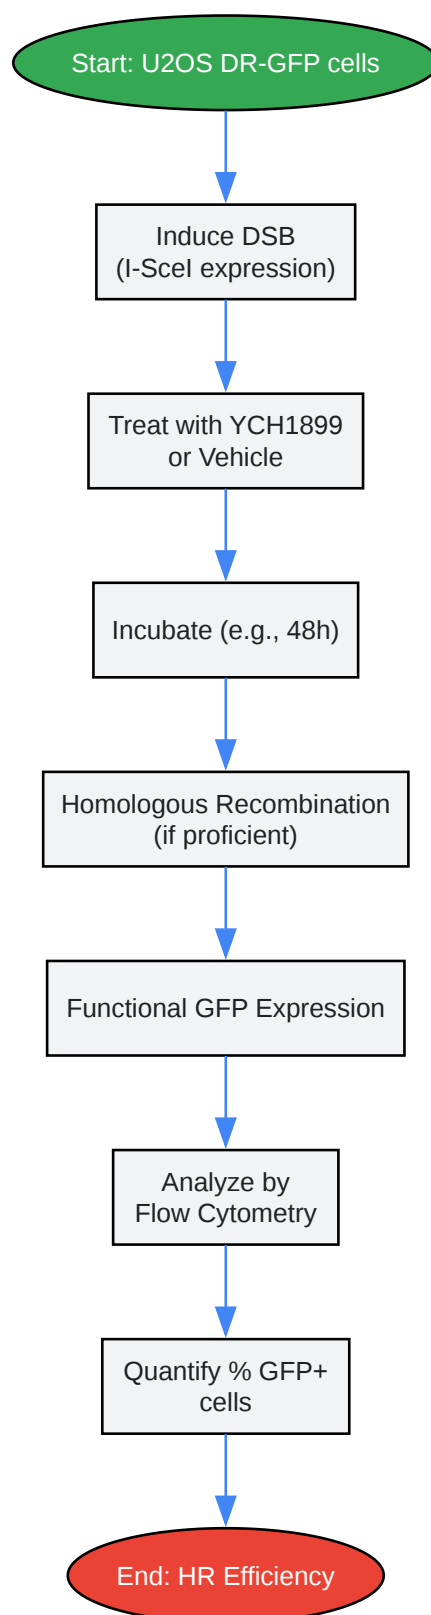 Start: U2OS DR-GFP cells
Induce DSB
(I-SceI expression)
Treat with YCH1899
or Vehicle
Incubate (e.g., 48h)
Homologous Recombination
(if proficient)
Functional GFP Expression
Analyze by
Flow Cytometry
Quantify % GFP+
cells
End: HR Efficiency